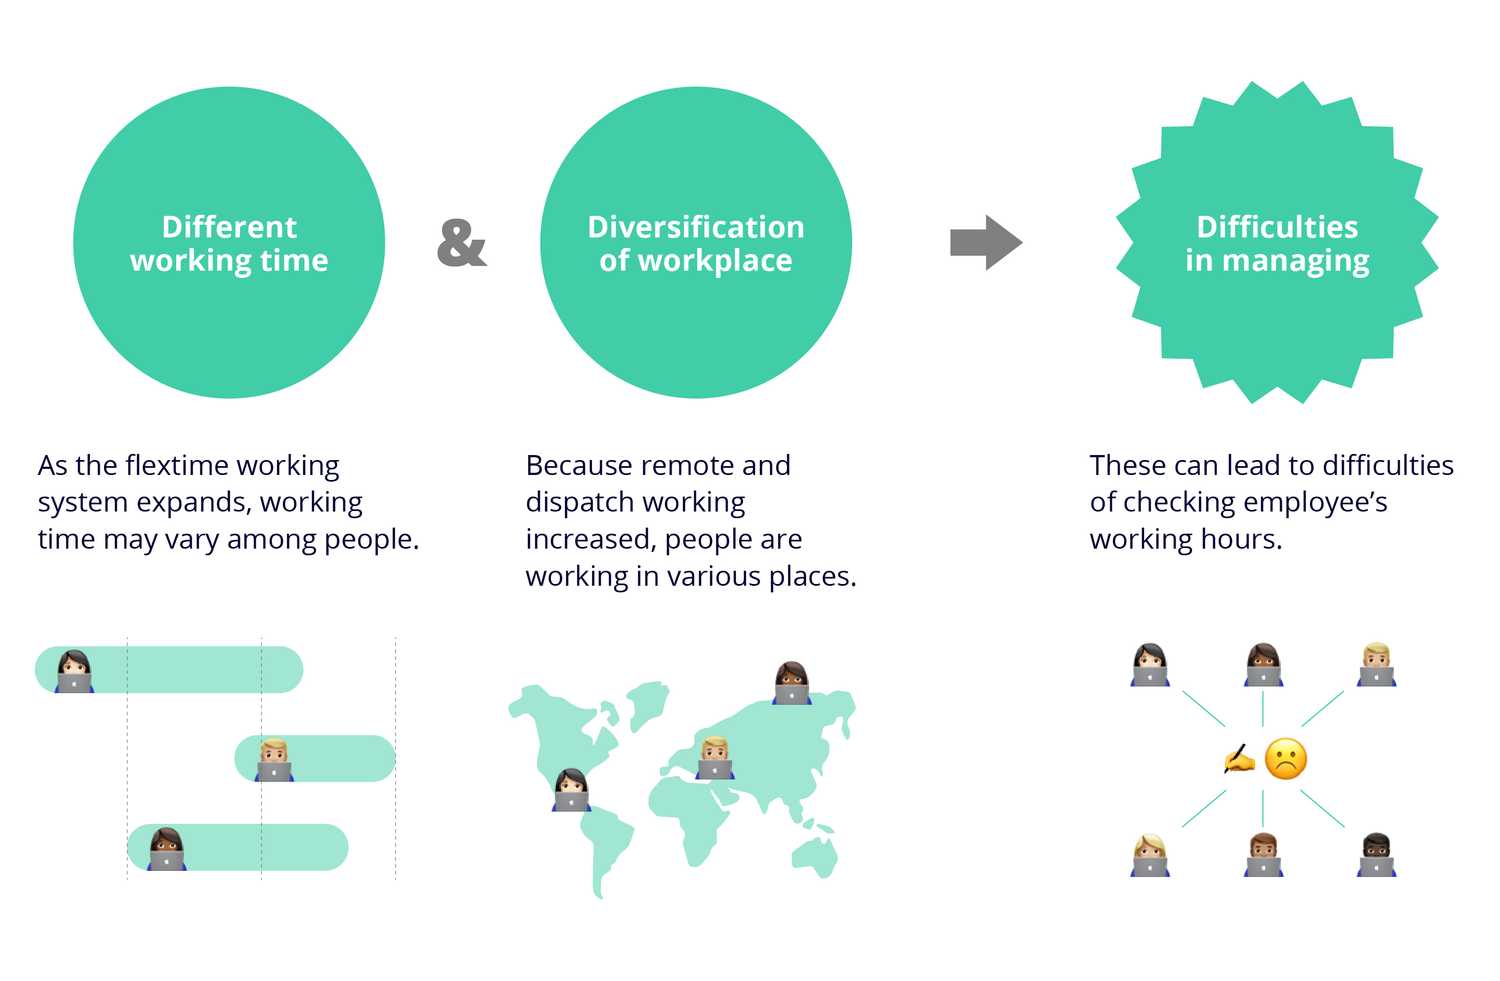 Different
working time
&
Diversification
of workplace
Difficulties
in managing
As the flextime working
system expands, working
time may vary among people.
Because remote and
dispatch working
increased, people are
working in various places.
These can lead to difficulties
of checking employee’s
working hours.